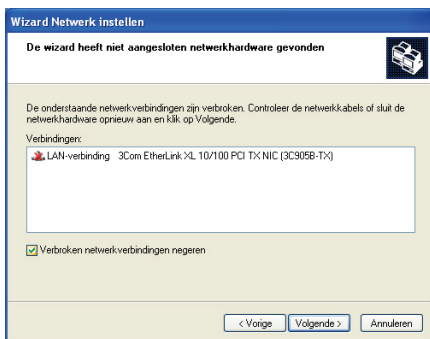 Wizard Netwerk instellen
De wizard heeft niet aangesloten netwerkhardware gevonden
De onderstaande netwerkverbindingen zijn verbroken. Controleer de netwerkkabels of sluit de
netwerkhardware opnieuw aan en klik op Volgende.
Verbindingen:
LAN-verbinding 3Com EtherLink XL 10/100 PCI TX NIC (3C905B-TX)
Verbroken netwerkverbindingen negeren
< Vorige Volgende > Annuleren